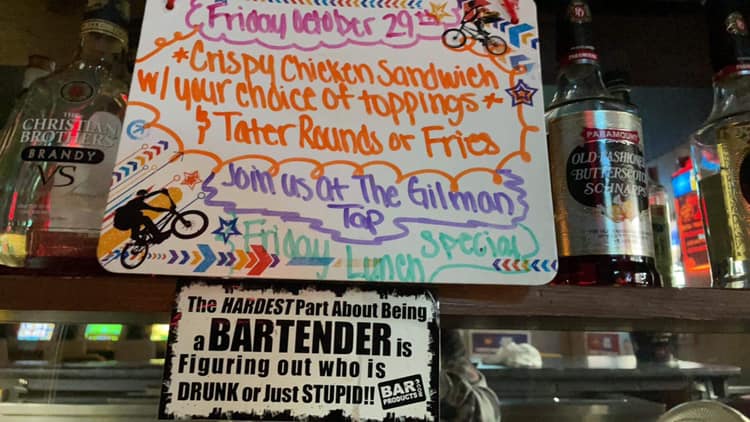 Friday October 29th
*Crispy Chicken Sandwich
w/ your choice of toppings*
& Tater Rounds or Fries
Join us at The Gilman
Tap
& Friday Lunch Special
THE
CHRISTIAN
BROTHERS
BRANDY
VS
PARAMOUNT
OLD-FASHIONED
BUTTERSCOTCH
SCHNAPPS
The HARDEST Part About Being
a BARTENDER is
Figuring out who is
DRUNK or Just STUPID!!
BAR
PRODUCTS
.COM